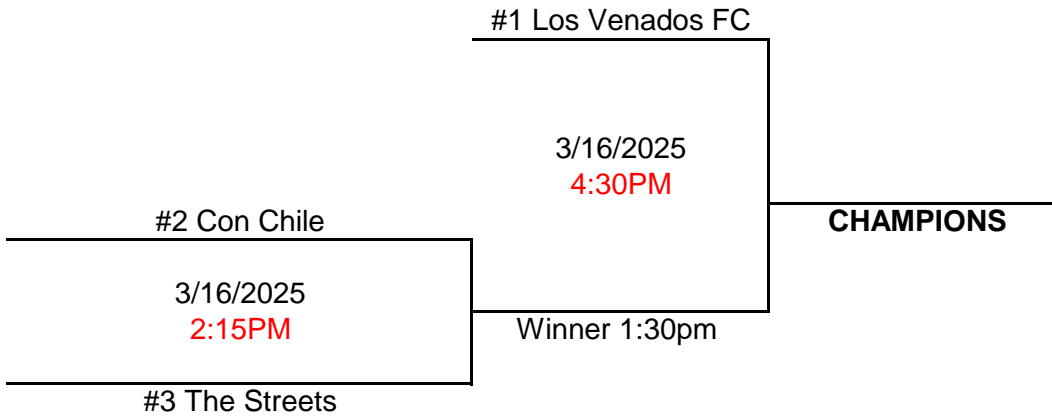 #1 Los Venados FC
3/16/2025
4:30PM
#2 Con Chile
CHAMPIONS
3/16/2025
2:15PM
Winner 1:30pm
#3 The Streets